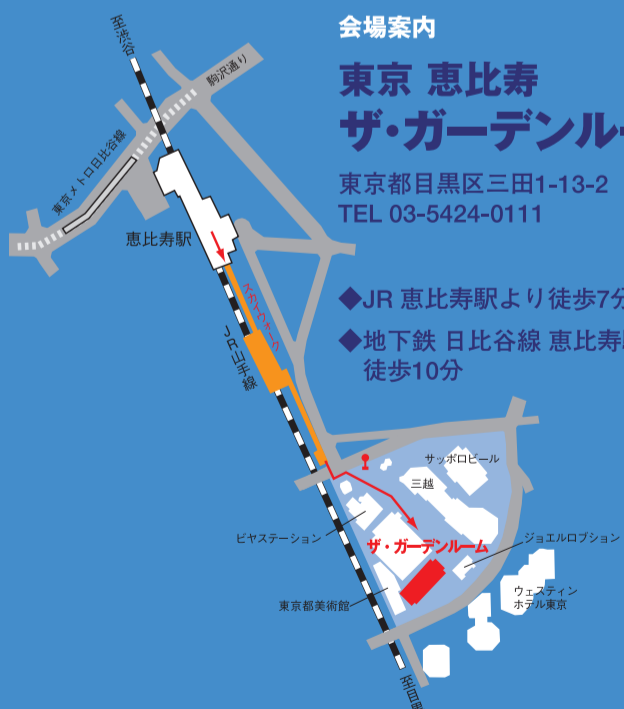 会場案内
東京 恵比寿
ザ・ガーデンルー
東京都目黒区三田1-13-2
TEL 03-5424-0111
◆JR 恵比寿駅より徒歩7分
◆地下鉄 日比谷線 恵比寿
徒歩10分
至渋谷
駒沢通り
東京メトロ日比谷線
恵比寿駅
スカイウォーク
JR山手線
サッポロビール
三越
ビヤステーション
ザ・ガーデンルーム
ジョエルロブション
東京都美術館
ウェスティン
ホテル東京
至目黒